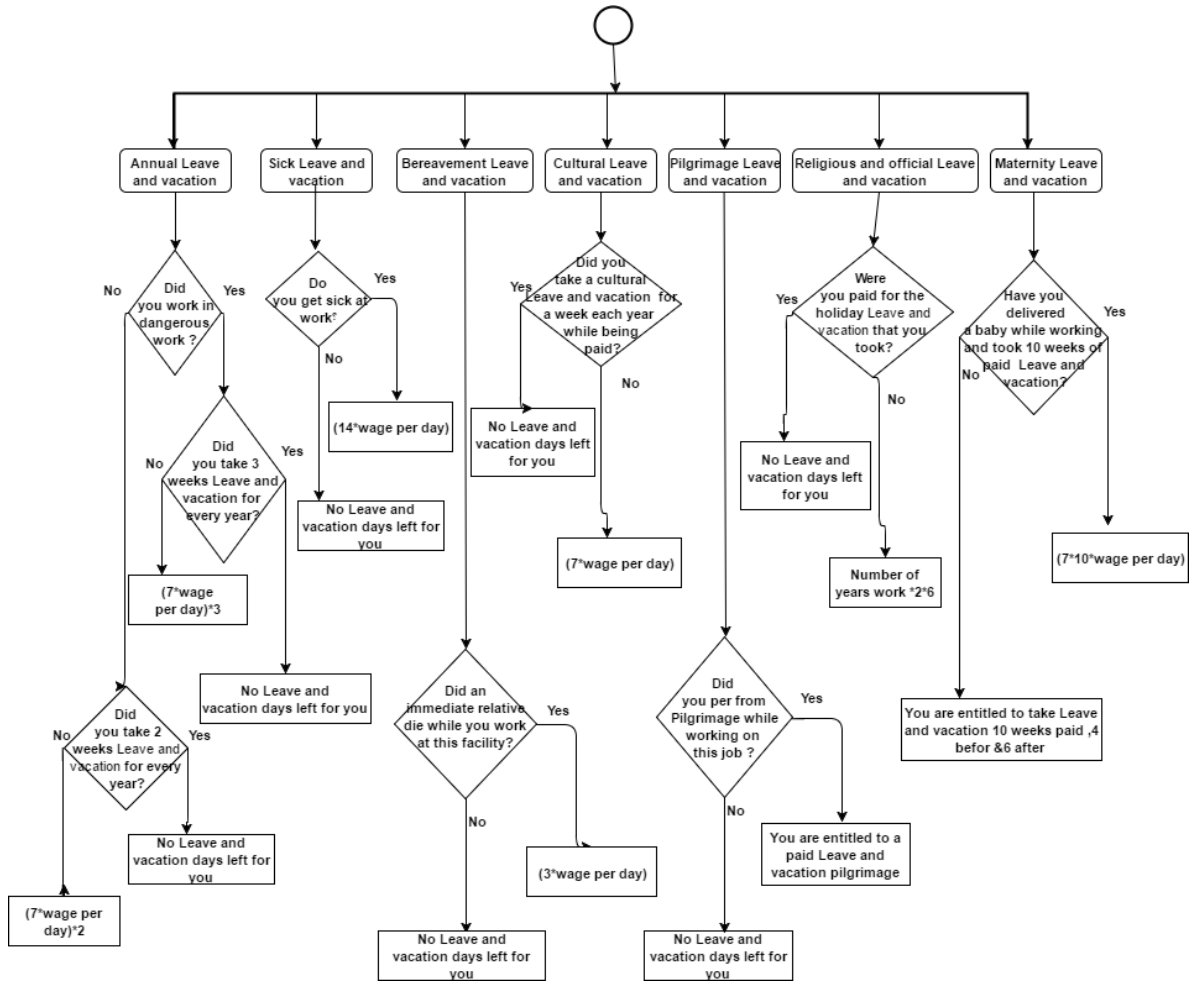 Annual Leave
and vacation
Sick Leave and
vacation
Bereavement Leave
and vacation
Cultural Leave
and vacation
Pilgrimage Leave
and vacation
Religious and official Leave
and vacation
Maternity Leave
and vacation
No
Did
you work in
dangerous
work ?
Yes
Do
you get sick at
work?
Yes
No
Yes
Did you
take a cultural
Leave and vacation for
a week each year
while being
paid?
No
Yes
Were
you paid for the
holiday Leave and
vacation that you
took?
No
Have you
delivered
a baby while working
and took 10 weeks of
paid Leave and
vacation?
Yes
No
No
Did
you take 3
weeks Leave and
vacation for
every year?
Yes
(14*wage per day)
No Leave and
vacation days left
for you
No Leave and
vacation days left
for you
No Leave and
vacation days left for
you
(7*wage per day)
(7*10*wage per day)
(7*wage
per day)*3
Number of
years work *2*6
No Leave and
vacation days left for you
No
Did
you take 2
weeks Leave and
vacation for every
year?
Yes
Did an
immediate relative
die while you work
at this facility?
Yes
No
Did
you per from
Pilgrimage while
working on
this job ?
Yes
No
You are entitled to take Leave
and vacation 10 weeks paid ,4
befor &6 after
No Leave and
vacation days left for you
(3*wage per day)
You are entitled to a
paid Leave and
vacation pilgrimage
(7*wage per
day)*2
No Leave and
vacation days left for
you
No Leave and
vacation days left for
you